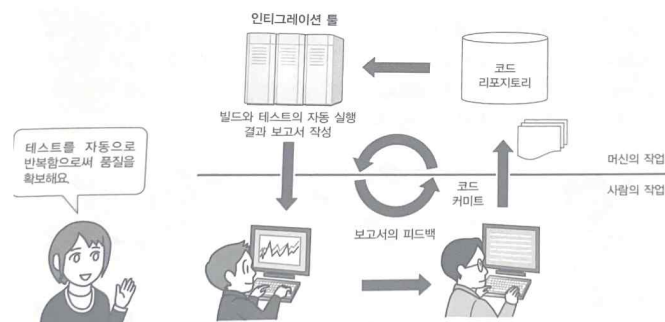 인티그레이션 툴
코드
리포지토리
빌드와 테스트의 자동 실행
결과 보고서 작성
테스트를 자동으로
반복함으로써 품질을
확보해요.
머신의 작업
사람의 작업
코드
커미트
보고서의 피드백